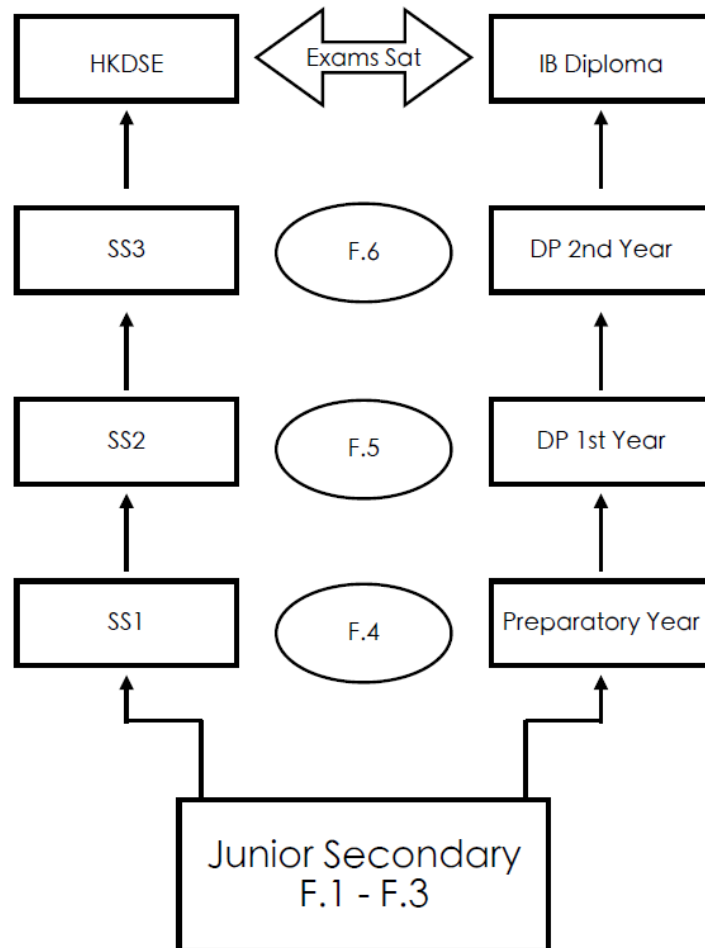 HKDSE
Exams Sat
IB Diploma
SS3
F.6
DP 2nd Year
SS2
F.5
DP 1st Year
SS1
F.4
Preparatory Year
Junior Secondary
F.1 - F.3